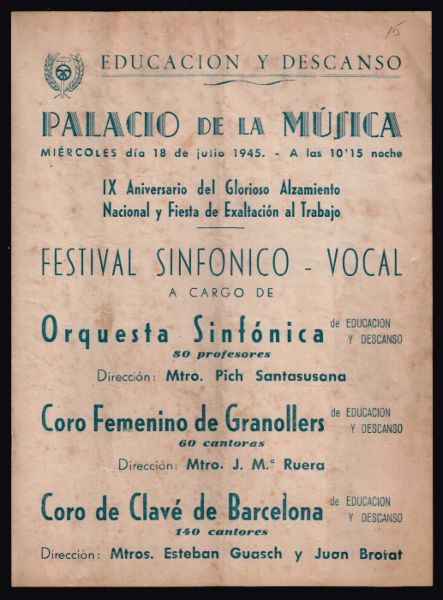 15
EDUCACION Y DESCANSO
PALACIO DE LA MÚSICA
MIÉRCOLES día 18 de julio 1945. - A las 10'15 noche
IX Aniversario del Glorioso Alzamiento
Nacional y Fiesta de Exaltación al Trabajo
FESTIVAL SINFONICO - VOCAL
A CARGO DE
Orquesta Sinfónica de EDUCACION
Y DESCANSO
80 profesores
Dirección: Mtro. Pich Santasusana
Coro Femenino de Granollers de EDUCACION
Y DESCANSO
60 cantoras
Dirección: Mtro. J. M.ª Ruera
Coro de Clavé de Barcelona de EDUCACION
Y DESCANSO
140 cantores
Dirección: Mtros. Esteban Guasch y Juan Broiat